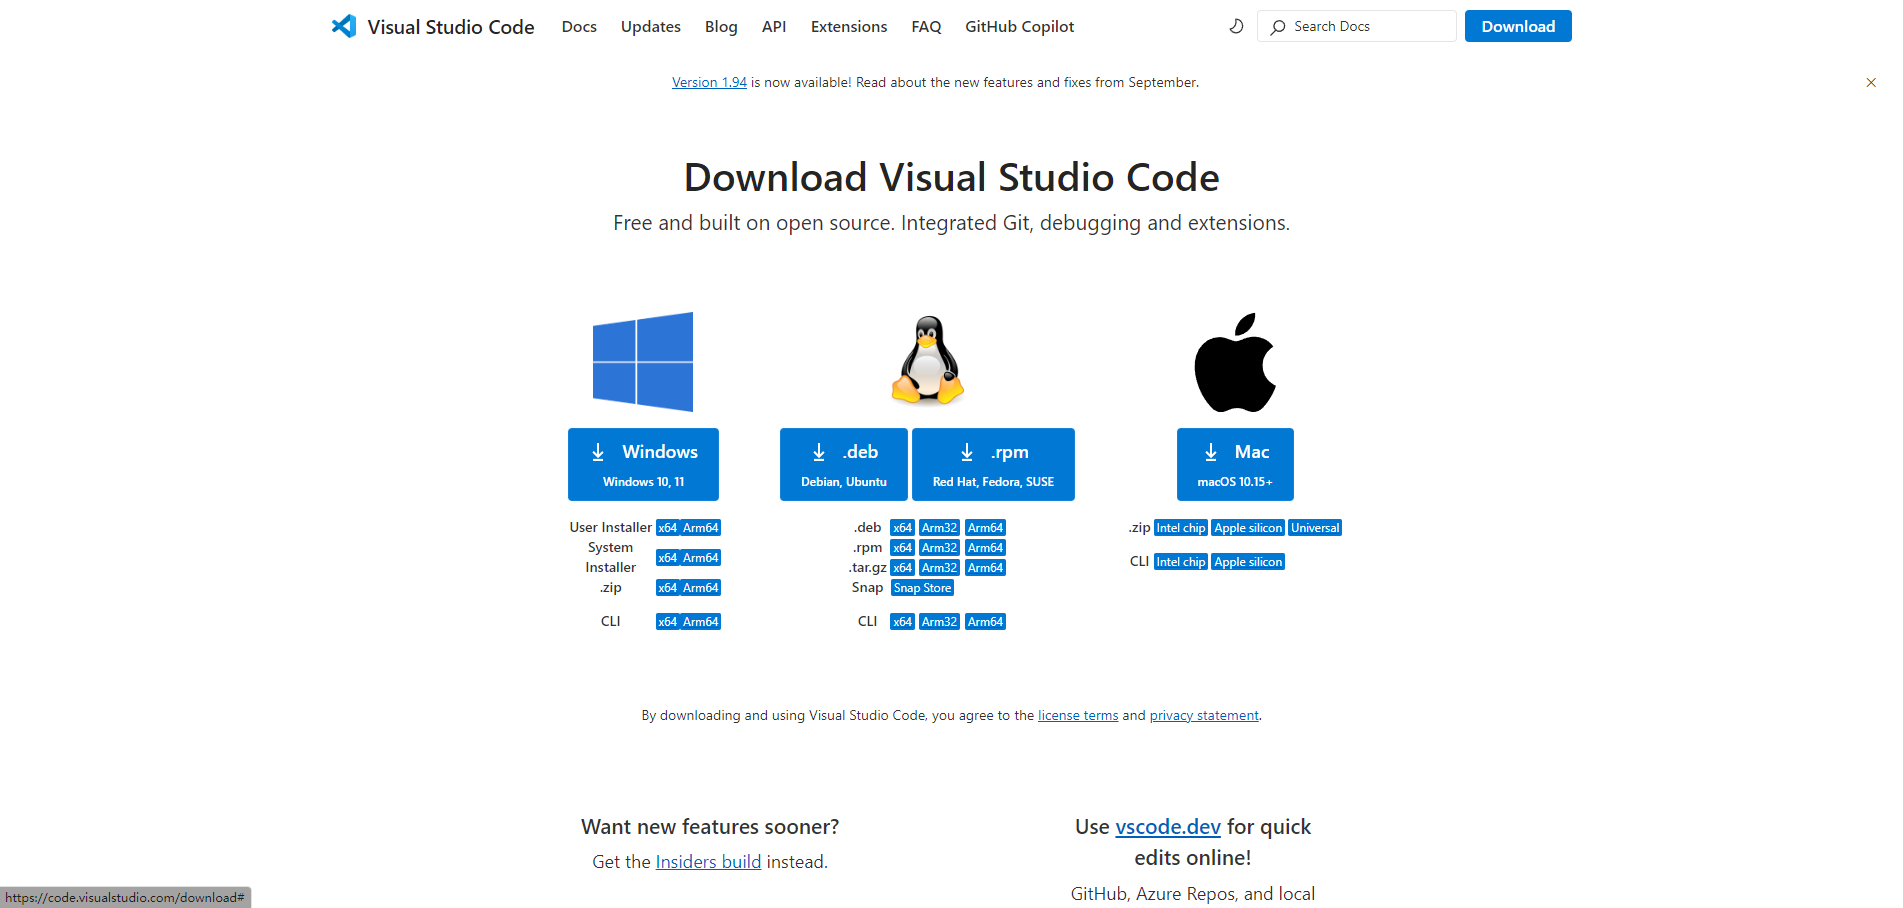 Visual Studio Code Docs Updates Blog API Extensions FAQ GitHub Copilot Search Docs Download
Version 1.94 is now available! Read about the new features and fixes from September.
Download Visual Studio Code
Free and built on open source. Integrated Git, debugging and extensions.
Windows
Windows 10, 11
User Installer x64 Arm64
System Installer x64 Arm64
.zip x64 Arm64
CLI x64 Arm64
.deb
Debian, Ubuntu
.rpm
Red Hat, Fedora, SUSE
.deb x64 Arm32 Arm64
.rpm x64 Arm32 Arm64
.tar.gz x64 Arm32 Arm64
Snap Snap Store
CLI x64 Arm32 Arm64
Mac
macOS 10.15+
.zip Intel chip Apple silicon Universal
CLI Intel chip Apple silicon
By downloading and using Visual Studio Code, you agree to the license terms and privacy statement.
Want new features sooner?
Get the Insiders build instead.
Use vscode.dev for quick
edits online!
GitHub, Azure Repos, and local
https://code.visualstudio.com/download#